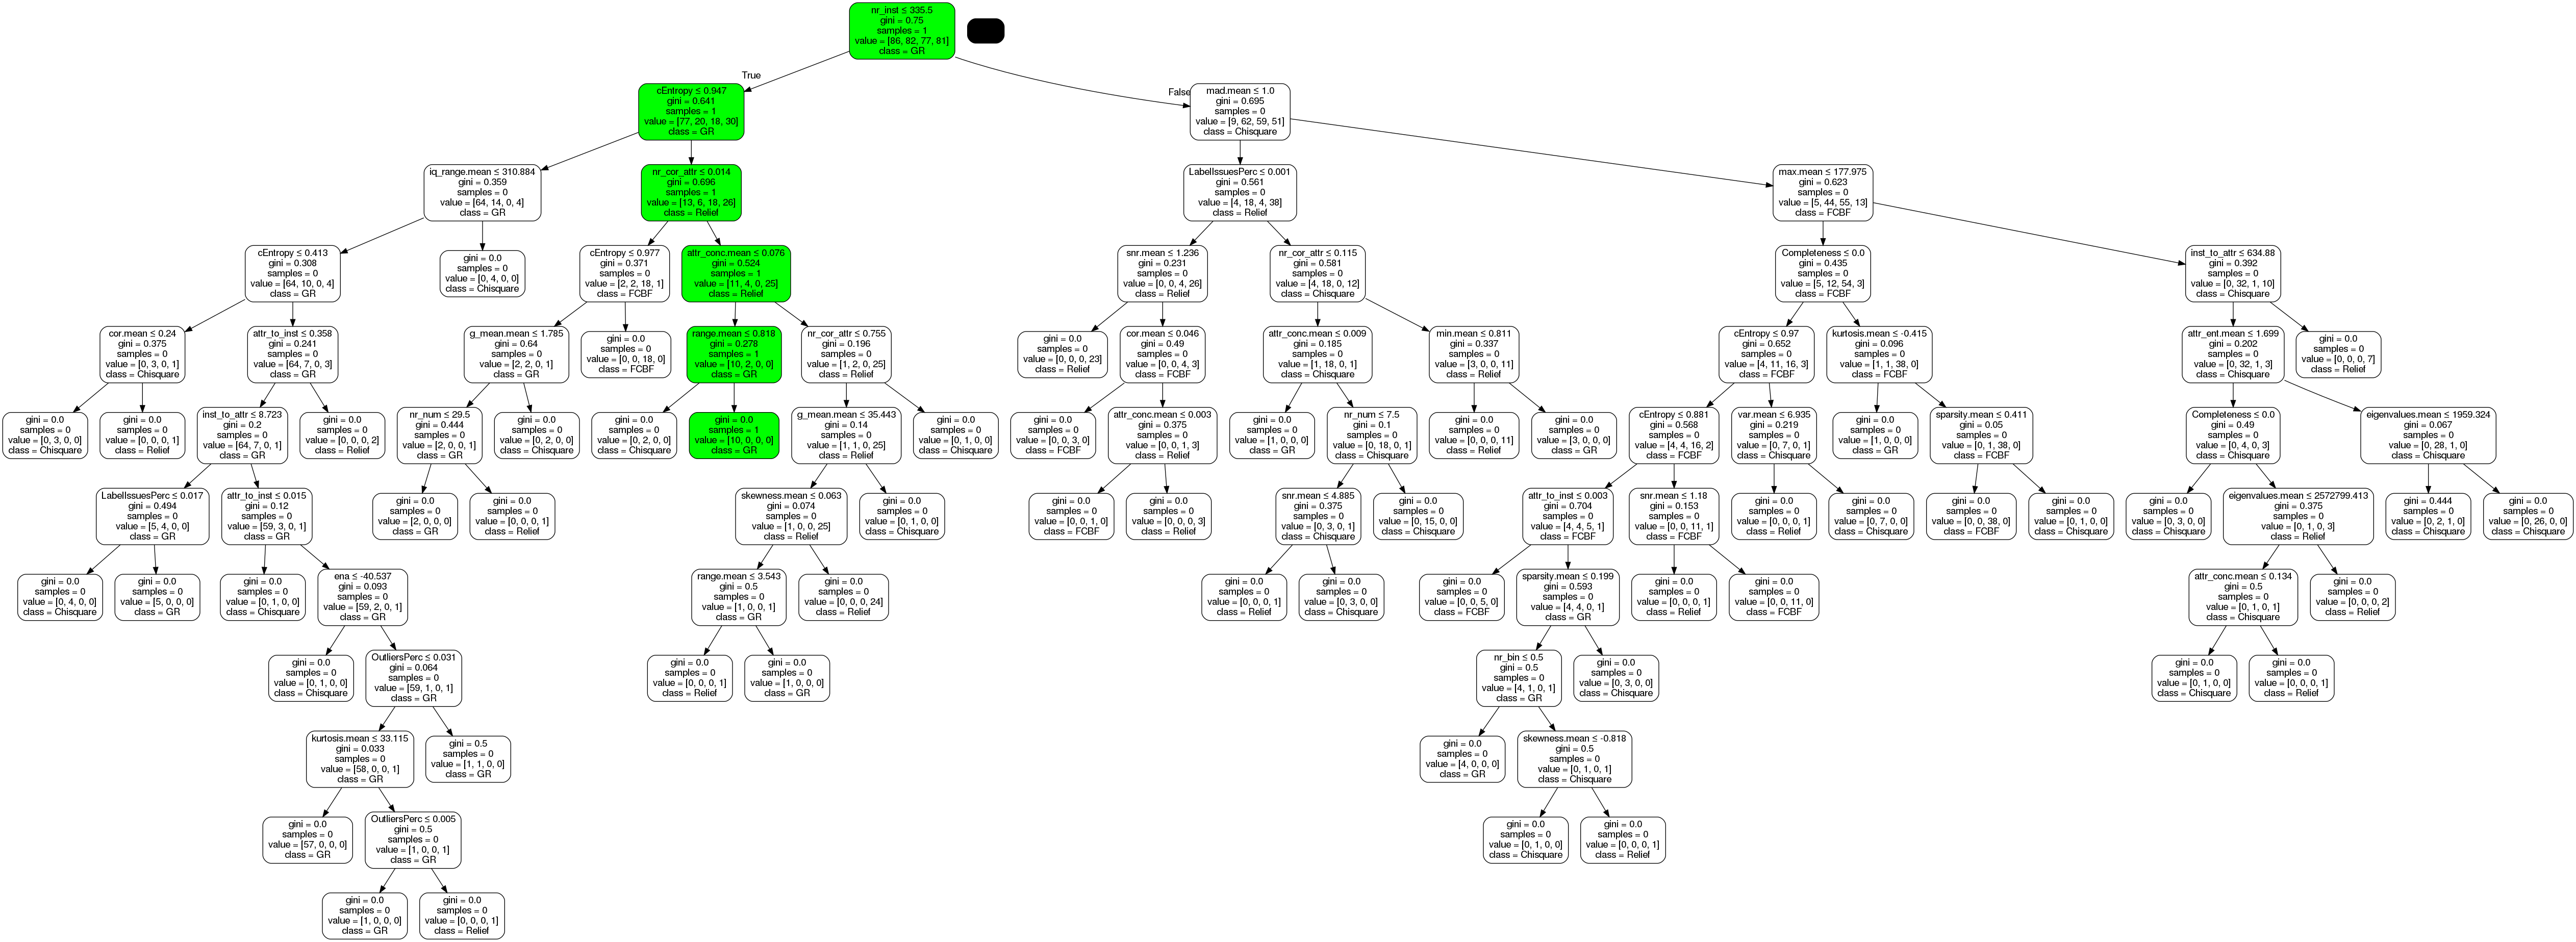 nr_inst ≤ 335.5
gini = 0.75
samples = 1
value = [86, 82, 77, 81]
class = GR
True
False
cEntropy ≤ 0.947
gini = 0.641
samples = 1
value = [77, 20, 18, 30]
class = GR
mad.mean ≤ 1.0
gini = 0.695
samples = 0
value = [9, 62, 59, 51]
class = Chisquare
iq_range.mean ≤ 310.884
gini = 0.359
samples = 0
value = [64, 14, 0, 4]
class = GR
nr_cor_attr ≤ 0.014
gini = 0.696
samples = 1
value = [13, 6, 18, 26]
class = Relief
LabelIssuesPerc ≤ 0.001
gini = 0.561
samples = 0
value = [4, 18, 4, 38]
class = Relief
max.mean ≤ 177.975
gini = 0.623
samples = 0
value = [5, 44, 55, 13]
class = FCBF
cEntropy ≤ 0.413
gini = 0.308
samples = 0
value = [64, 10, 0, 4]
class = GR
gini = 0.0
samples = 0
value = [0, 4, 0, 0]
class = Chisquare
cEntropy ≤ 0.977
gini = 0.371
samples = 0
value = [2, 2, 18, 1]
class = FCBF
attr_conc.mean ≤ 0.076
gini = 0.524
samples = 1
value = [11, 4, 0, 25]
class = Relief
snr.mean ≤ 1.236
gini = 0.231
samples = 0
value = [0, 0, 4, 26]
class = Relief
nr_cor_attr ≤ 0.115
gini = 0.581
samples = 0
value = [4, 18, 0, 12]
class = Chisquare
Completeness ≤ 0.0
gini = 0.435
samples = 0
value = [5, 12, 54, 3]
class = FCBF
inst_to_attr ≤ 634.88
gini = 0.392
samples = 0
value = [0, 32, 1, 10]
class = Chisquare
cor.mean ≤ 0.24
gini = 0.375
samples = 0
value = [0, 3, 0, 1]
class = Chisquare
attr_to_inst ≤ 0.358
gini = 0.241
samples = 0
value = [64, 7, 0, 3]
class = GR
g_mean.mean ≤ 1.785
gini = 0.64
samples = 0
value = [2, 2, 0, 1]
class = GR
gini = 0.0
samples = 0
value = [0, 0, 18, 0]
class = FCBF
range.mean ≤ 0.818
gini = 0.278
samples = 1
value = [10, 2, 0, 0]
class = GR
nr_cor_attr ≤ 0.755
gini = 0.196
samples = 0
value = [1, 2, 0, 25]
class = Relief
gini = 0.0
samples = 0
value = [0, 0, 0, 23]
class = Relief
cor.mean ≤ 0.046
gini = 0.49
samples = 0
value = [0, 0, 4, 3]
class = FCBF
attr_conc.mean ≤ 0.009
gini = 0.185
samples = 0
value = [1, 18, 0, 1]
class = Chisquare
min.mean ≤ 0.811
gini = 0.337
samples = 0
value = [3, 0, 0, 11]
class = Relief
cEntropy ≤ 0.97
gini = 0.652
samples = 0
value = [4, 11, 16, 3]
class = FCBF
kurtosis.mean ≤ -0.415
gini = 0.096
samples = 0
value = [1, 1, 38, 0]
class = FCBF
attr_ent.mean ≤ 1.699
gini = 0.202
samples = 0
value = [0, 32, 1, 3]
class = Chisquare
gini = 0.0
samples = 0
value = [0, 0, 0, 7]
class = Relief
gini = 0.0
samples = 0
value = [0, 3, 0, 0]
class = Chisquare
gini = 0.0
samples = 0
value = [0, 0, 0, 1]
class = Relief
inst_to_attr ≤ 8.723
gini = 0.2
samples = 0
value = [64, 7, 0, 1]
class = GR
gini = 0.0
samples = 0
value = [0, 0, 0, 2]
class = Relief
nr_num ≤ 29.5
gini = 0.444
samples = 0
value = [2, 0, 0, 1]
class = GR
gini = 0.0
samples = 0
value = [0, 2, 0, 0]
class = Chisquare
gini = 0.0
samples = 0
value = [0, 2, 0, 0]
class = Chisquare
gini = 0.0
samples = 1
value = [10, 0, 0, 0]
class = GR
g_mean.mean ≤ 35.443
gini = 0.14
samples = 0
value = [1, 1, 0, 25]
class = Relief
gini = 0.0
samples = 0
value = [0, 1, 0, 0]
class = Chisquare
gini = 0.0
samples = 0
value = [0, 0, 3, 0]
class = FCBF
attr_conc.mean ≤ 0.003
gini = 0.375
samples = 0
value = [0, 0, 1, 3]
class = Relief
gini = 0.0
samples = 0
value = [1, 0, 0, 0]
class = GR
nr_num ≤ 7.5
gini = 0.1
samples = 0
value = [0, 18, 0, 1]
class = Chisquare
gini = 0.0
samples = 0
value = [0, 0, 0, 11]
class = Relief
gini = 0.0
samples = 0
value = [3, 0, 0, 0]
class = GR
cEntropy ≤ 0.881
gini = 0.568
samples = 0
value = [4, 4, 16, 2]
class = FCBF
var.mean ≤ 6.935
gini = 0.219
samples = 0
value = [0, 7, 0, 1]
class = Chisquare
gini = 0.0
samples = 0
value = [1, 0, 0, 0]
class = GR
sparsity.mean ≤ 0.411
gini = 0.05
samples = 0
value = [0, 1, 38, 0]
class = FCBF
Completeness ≤ 0.0
gini = 0.49
samples = 0
value = [0, 4, 0, 3]
class = Chisquare
eigenvalues.mean ≤ 1959.324
gini = 0.067
samples = 0
value = [0, 28, 1, 0]
class = Chisquare
LabelIssuesPerc ≤ 0.017
gini = 0.494
samples = 0
value = [5, 4, 0, 0]
class = GR
attr_to_inst ≤ 0.015
gini = 0.12
samples = 0
value = [59, 3, 0, 1]
class = GR
gini = 0.0
samples = 0
value = [2, 0, 0, 0]
class = GR
gini = 0.0
samples = 0
value = [0, 0, 0, 1]
class = Relief
skewness.mean ≤ 0.063
gini = 0.074
samples = 0
value = [1, 0, 0, 25]
class = Relief
gini = 0.0
samples = 0
value = [0, 1, 0, 0]
class = Chisquare
gini = 0.0
samples = 0
value = [0, 0, 1, 0]
class = FCBF
gini = 0.0
samples = 0
value = [0, 0, 0, 3]
class = Relief
snr.mean ≤ 4.885
gini = 0.375
samples = 0
value = [0, 3, 0, 1]
class = Chisquare
gini = 0.0
samples = 0
value = [0, 15, 0, 0]
class = Chisquare
attr_to_inst ≤ 0.003
gini = 0.704
samples = 0
value = [4, 4, 5, 1]
class = FCBF
snr.mean ≤ 1.18
gini = 0.153
samples = 0
value = [0, 0, 11, 1]
class = FCBF
gini = 0.0
samples = 0
value = [0, 0, 0, 1]
class = Relief
gini = 0.0
samples = 0
value = [0, 7, 0, 0]
class = Chisquare
gini = 0.0
samples = 0
value = [0, 0, 38, 0]
class = FCBF
gini = 0.0
samples = 0
value = [0, 1, 0, 0]
class = Chisquare
gini = 0.0
samples = 0
value = [0, 3, 0, 0]
class = Chisquare
eigenvalues.mean ≤ 2572799.413
gini = 0.375
samples = 0
value = [0, 1, 0, 3]
class = Relief
gini = 0.444
samples = 0
value = [0, 2, 1, 0]
class = Chisquare
gini = 0.0
samples = 0
value = [0, 26, 0, 0]
class = Chisquare
gini = 0.0
samples = 0
value = [0, 4, 0, 0]
class = Chisquare
gini = 0.0
samples = 0
value = [5, 0, 0, 0]
class = GR
gini = 0.0
samples = 0
value = [0, 1, 0, 0]
class = Chisquare
ena ≤ -40.537
gini = 0.093
samples = 0
value = [59, 2, 0, 1]
class = GR
range.mean ≤ 3.543
gini = 0.5
samples = 0
value = [1, 0, 0, 1]
class = GR
gini = 0.0
samples = 0
value = [0, 0, 0, 24]
class = Relief
gini = 0.0
samples = 0
value = [0, 0, 0, 1]
class = Relief
gini = 0.0
samples = 0
value = [0, 3, 0, 0]
class = Chisquare
gini = 0.0
samples = 0
value = [0, 0, 5, 0]
class = FCBF
sparsity.mean ≤ 0.199
gini = 0.593
samples = 0
value = [4, 4, 0, 1]
class = GR
gini = 0.0
samples = 0
value = [0, 0, 0, 1]
class = Relief
gini = 0.0
samples = 0
value = [0, 0, 11, 0]
class = FCBF
attr_conc.mean ≤ 0.134
gini = 0.5
samples = 0
value = [0, 1, 0, 1]
class = Chisquare
gini = 0.0
samples = 0
value = [0, 0, 0, 2]
class = Relief
gini = 0.0
samples = 0
value = [0, 1, 0, 0]
class = Chisquare
OutliersPerc ≤ 0.031
gini = 0.064
samples = 0
value = [59, 1, 0, 1]
class = GR
gini = 0.0
samples = 0
value = [0, 0, 0, 1]
class = Relief
gini = 0.0
samples = 0
value = [1, 0, 0, 0]
class = GR
nr_bin ≤ 0.5
gini = 0.5
samples = 0
value = [4, 1, 0, 1]
class = GR
gini = 0.0
samples = 0
value = [0, 3, 0, 0]
class = Chisquare
gini = 0.0
samples = 0
value = [0, 1, 0, 0]
class = Chisquare
gini = 0.0
samples = 0
value = [0, 0, 0, 1]
class = Relief
kurtosis.mean ≤ 33.115
gini = 0.033
samples = 0
value = [58, 0, 0, 1]
class = GR
gini = 0.5
samples = 0
value = [1, 1, 0, 0]
class = GR
gini = 0.0
samples = 0
value = [4, 0, 0, 0]
class = GR
skewness.mean ≤ -0.818
gini = 0.5
samples = 0
value = [0, 1, 0, 1]
class = Chisquare
gini = 0.0
samples = 0
value = [57, 0, 0, 0]
class = GR
OutliersPerc ≤ 0.005
gini = 0.5
samples = 0
value = [1, 0, 0, 1]
class = GR
gini = 0.0
samples = 0
value = [0, 1, 0, 0]
class = Chisquare
gini = 0.0
samples = 0
value = [0, 0, 0, 1]
class = Relief
gini = 0.0
samples = 0
value = [1, 0, 0, 0]
class = GR
gini = 0.0
samples = 0
value = [0, 0, 0, 1]
class = Relief